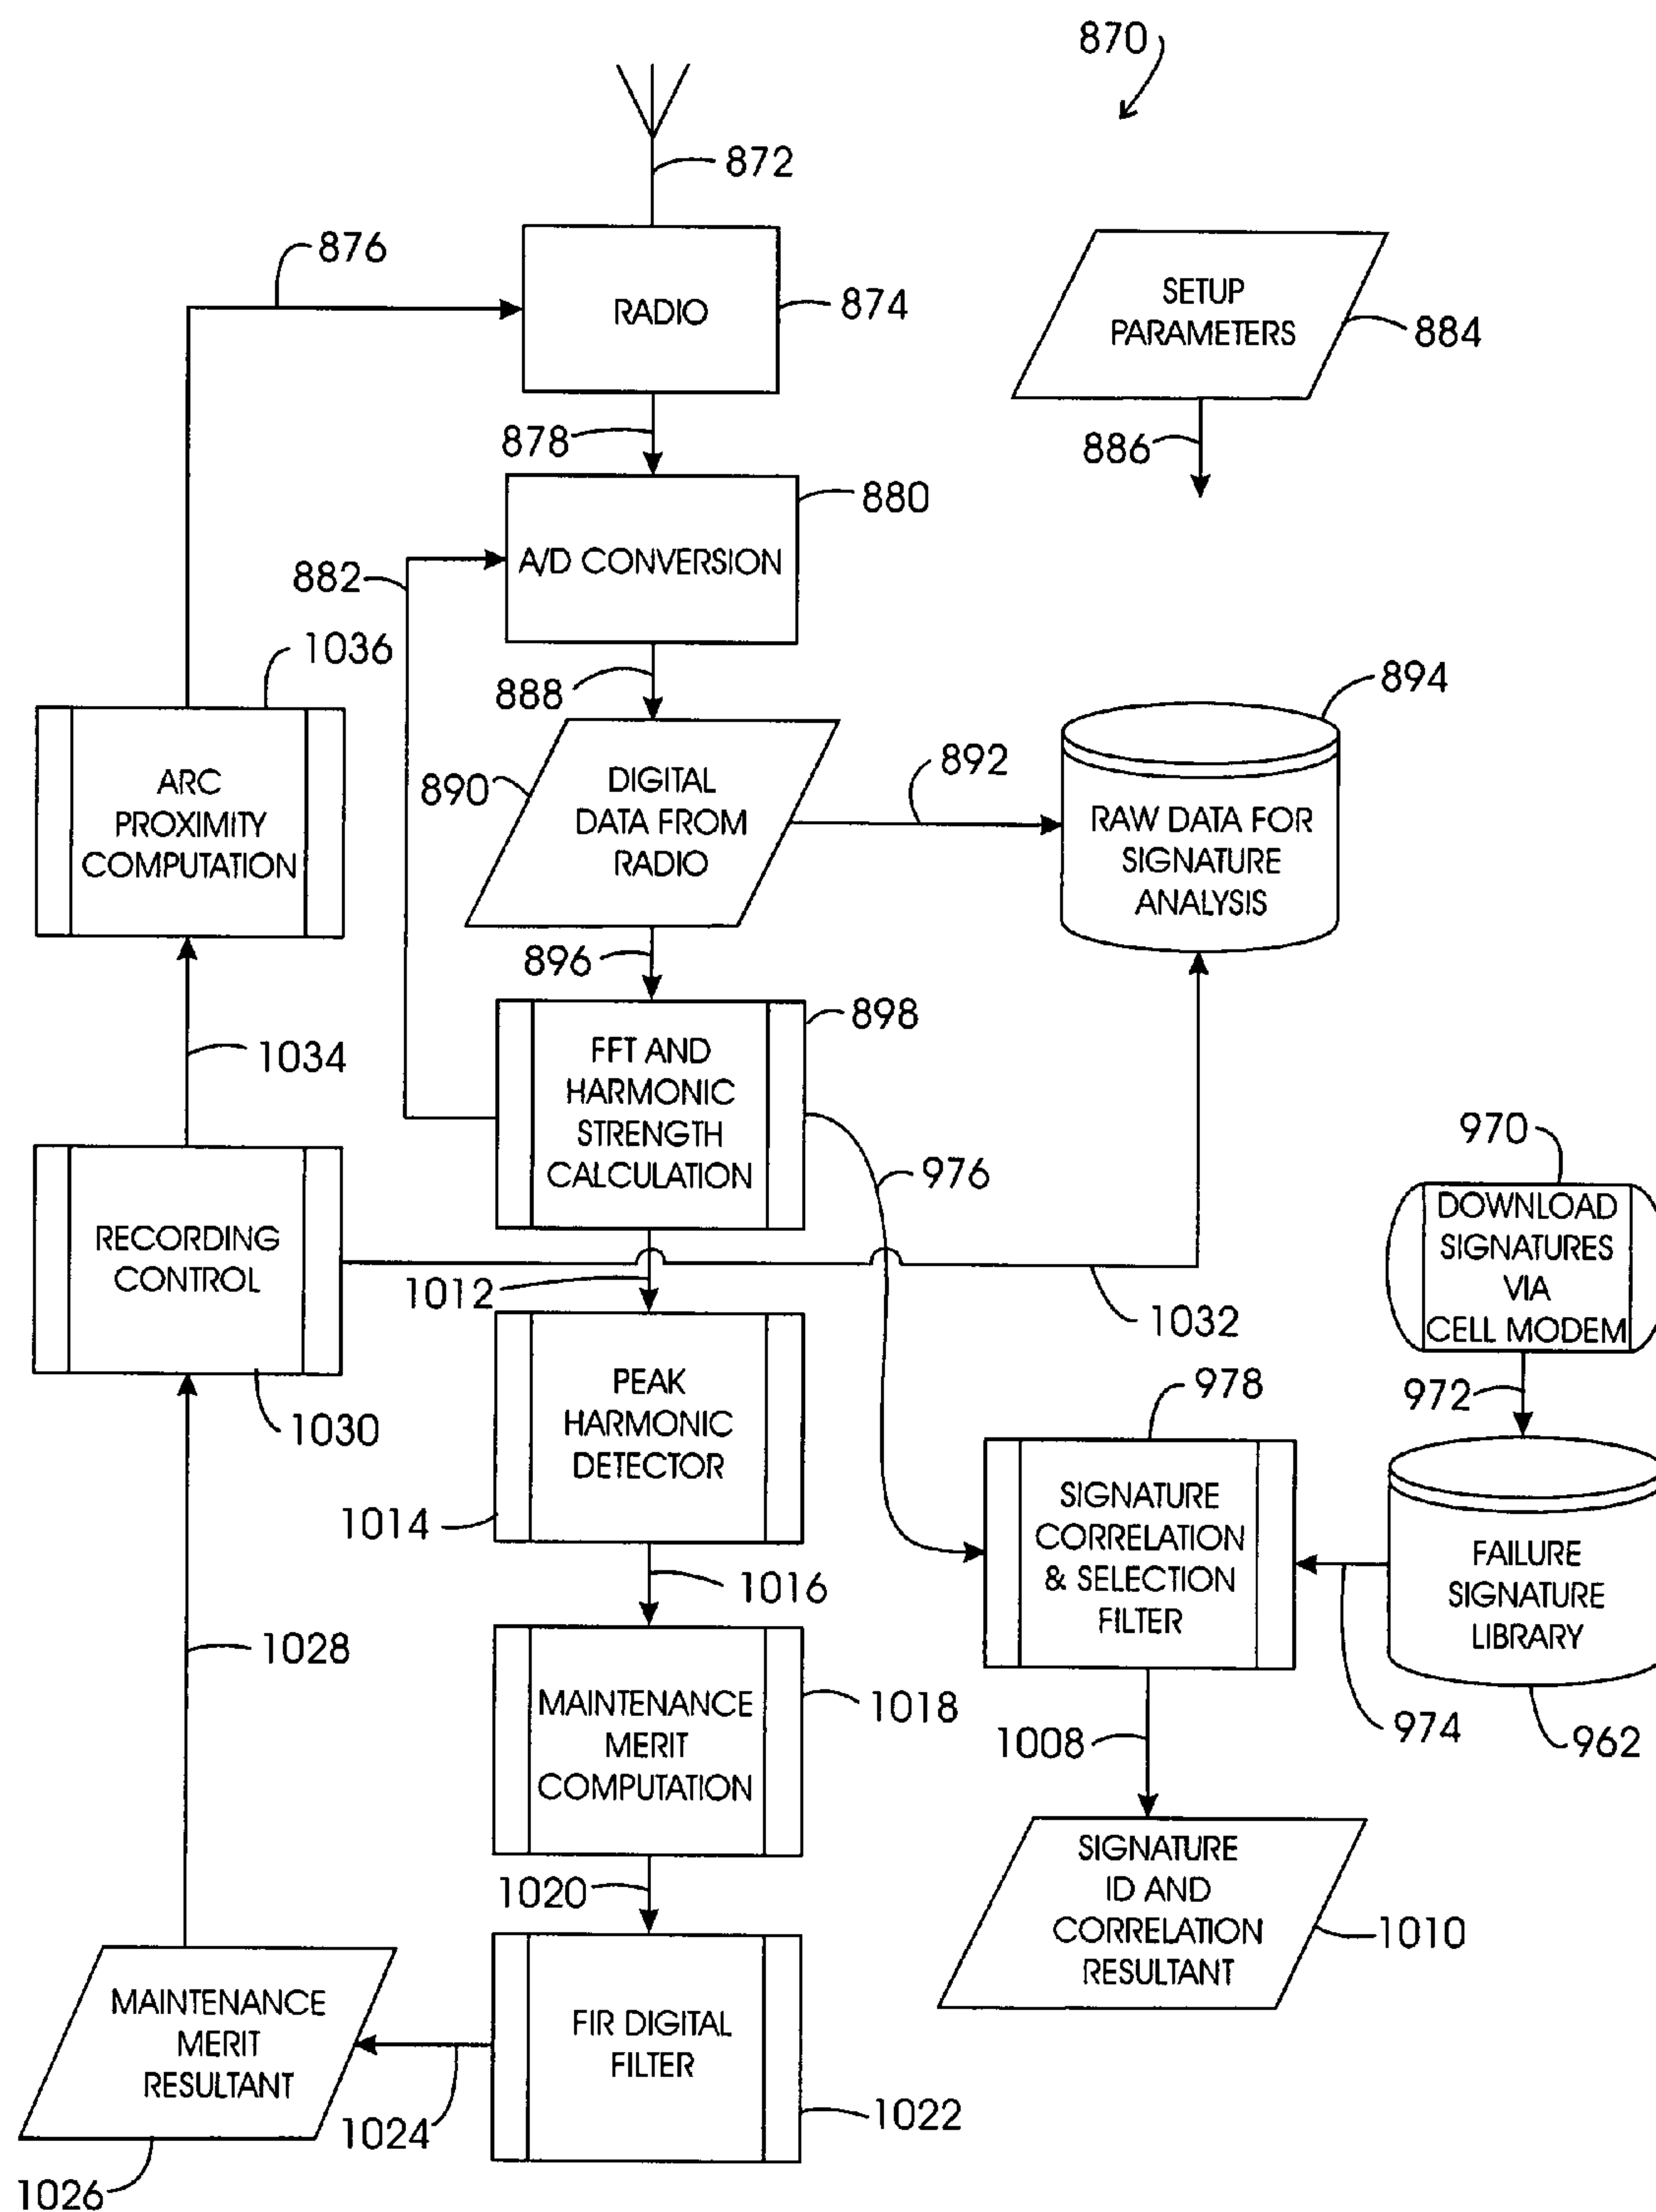 870
872
876
RADIO
874
SETUP
PARAMETERS
884
878
886
880
A/D CONVERSION
882
1036
888
894
ARC
PROXIMITY
COMPUTATION
890
DIGITAL
DATA FROM
RADIO
892
RAW DATA FOR
SIGNATURE
ANALYSIS
896
898
1034
FFT AND
HARMONIC
STRENGTH
CALCULATION
976
970
DOWNLOAD
SIGNATURES
VIA
CELL MODEM
RECORDING
CONTROL
1012
1032
972
978
1030
PEAK
HARMONIC
DETECTOR
1014
SIGNATURE
CORRELATION
& SELECTION
FILTER
FAILURE
SIGNATURE
LIBRARY
1016
1028
MAINTENANCE
MERIT
COMPUTATION
1018
1008
974
962
1020
SIGNATURE
ID AND
CORRELATION
RESULTANT
1010
MAINTENANCE
MERIT
RESULTANT
FIR DIGITAL
FILTER
1024
1022
1026